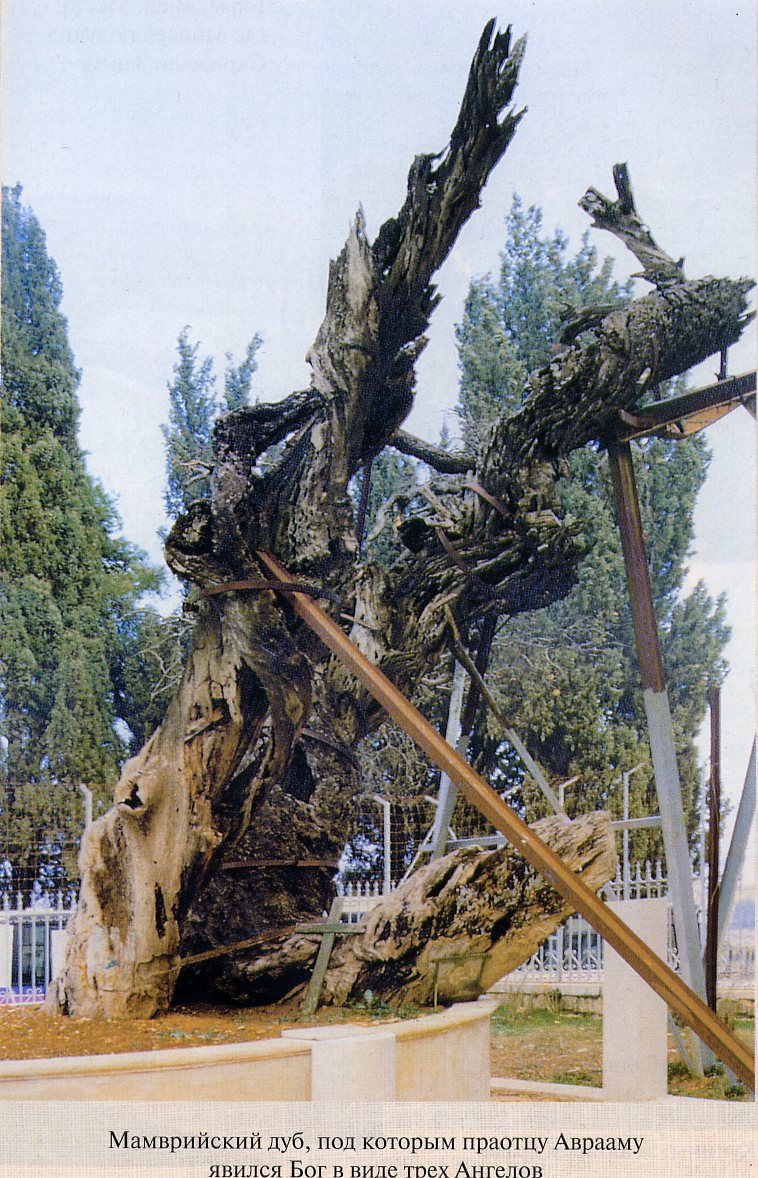 Мамврийский дуб, под которым праотцу Аврааму
явился Бог в виде трех Ангелов